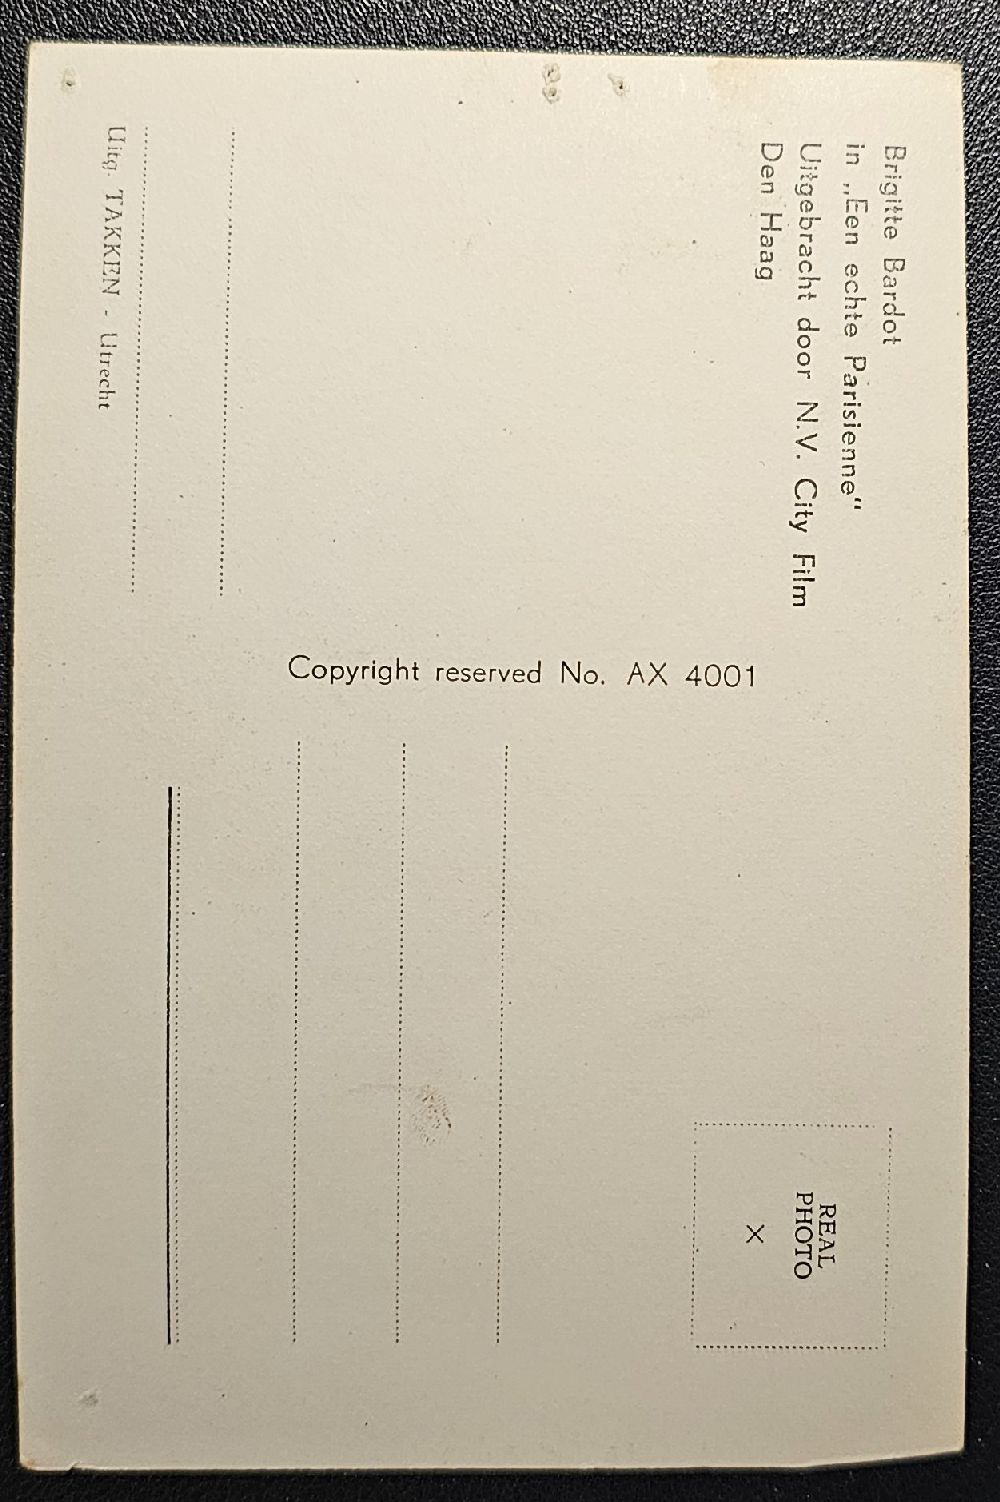 Brigitte Bardot
in „Een echte Parisienne"
Uitgebracht door N.V. City Film
Den Haag
Uitg. TAKKEN - Utrecht
Copyright reserved No. AX 4001
REAL
PHOTO
X